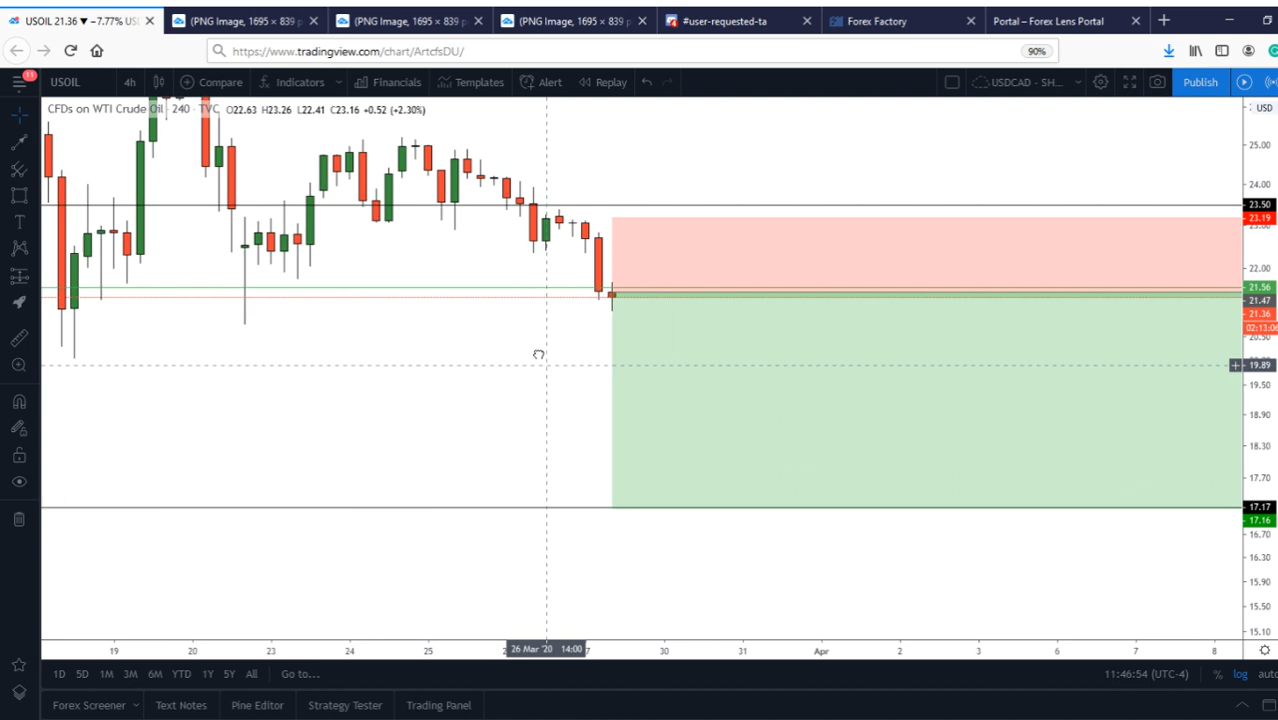 USOIL 21.36 ▼ −7.77% US
(PNG Image, 1695 × 839 p
(PNG Image, 1695 × 839 p
(PNG Image, 1695 × 839 p
#user-requested-ta
Forex Factory
Portal – Forex Lens Portal
https://www.tradingview.com/chart/ArtcfsDU/
90%
11
USOIL
4h
Compare
Indicators
Financials
Templates
Alert
Replay
USDCAD - SH...
Publish
CFDs on WTI Crude Oil · 240 · TVC O22.63 H23.26 L22.41 C23.16 +0.52 (+2.30%)
USD
25.00
24.00
23.50
23.19
23.00
22.00
21.56
21.47
21.36
02:13:06
20.50
19.89
19.50
18.90
18.30
17.70
17.17
17.16
16.70
16.30
15.90
15.50
15.10
19 20 23 24 25 26 Mar '20 14:00 7 30 31 Apr 2 3 6 7 8
1D 5D 1M 3M 6M YTD 1Y 5Y All Go to...
11:46:54 (UTC-4) % log auto
Forex Screener Text Notes Pine Editor Strategy Tester Trading Panel